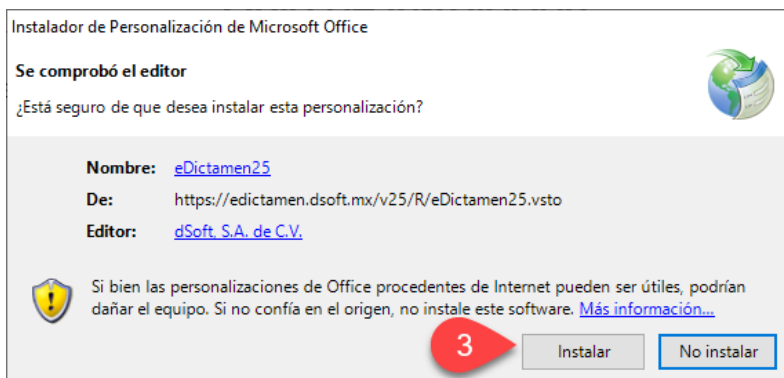 Instalador de Personalización de Microsoft Office
Se comprobó el editor
¿Está seguro de que desea instalar esta personalización?
Nombre: eDictamen25
De: https://edictamen.dsoft.mx/v25/R/eDictamen25.vsto
Editor: dSoft, S.A. de C.V.
Si bien las personalizaciones de Office procedentes de Internet pueden ser útiles, podrían
dañar el equipo. Si no confía en el origen, no instale este software. Más información...
3 Instalar No instalar